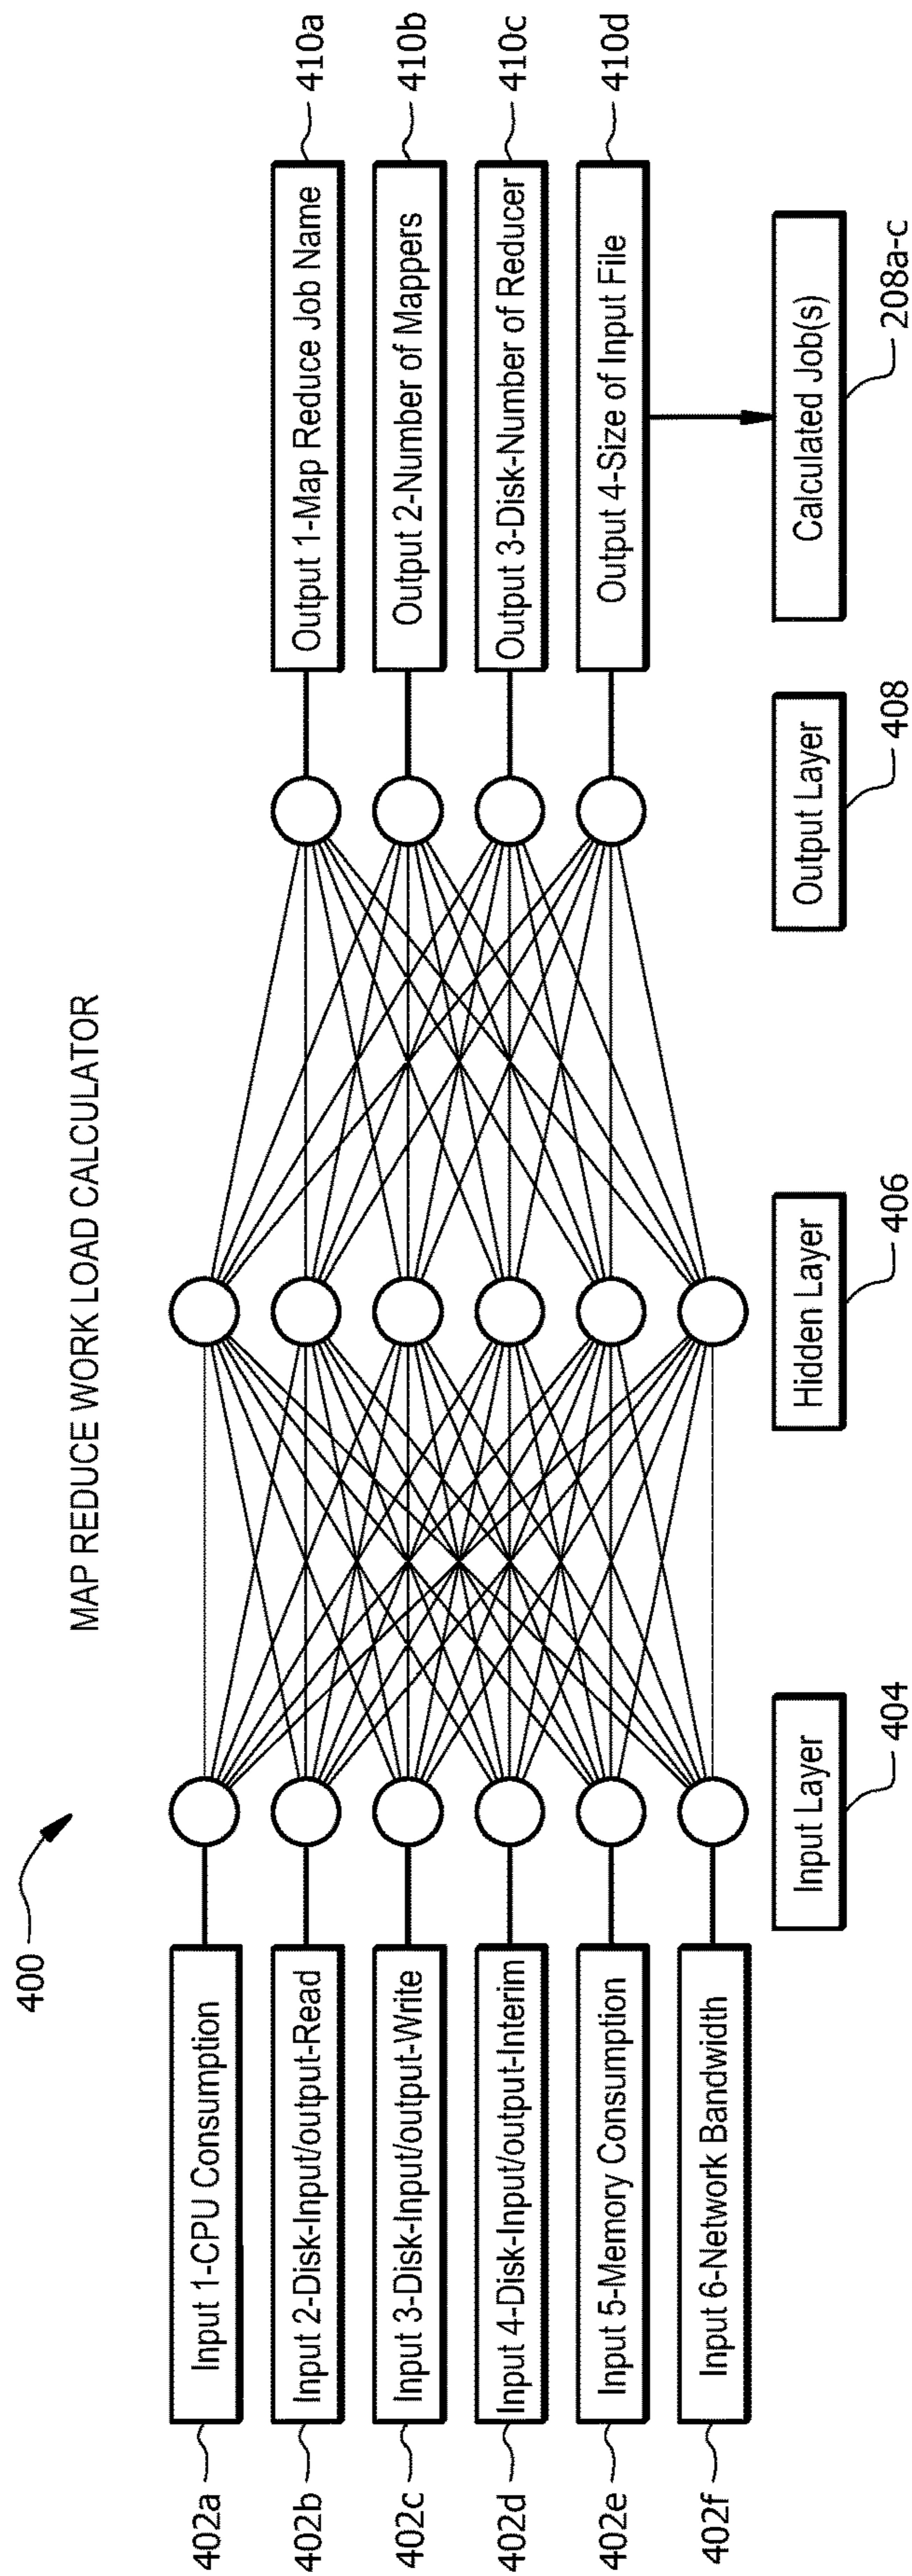 MAP REDUCE WORK LOAD CALCULATOR
400
402a
Input 1-CPU Consumption
402b
Input 2-Disk-Input/output-Read
402c
Input 3-Disk-Input/output-Write
402d
Input 4-Disk-Input/output-Interim
402e
Input 5-Memory Consumption
402f
Input 6-Network Bandwidth
Output 1-Map Reduce Job Name
410a
Output 2-Number of Mappers
410b
Output 3-Disk-Number of Reducer
410c
Output 4-Size of Input File
410d
Input Layer
404
Hidden Layer
406
Output Layer
408
Calculated Job(s)
208a-c